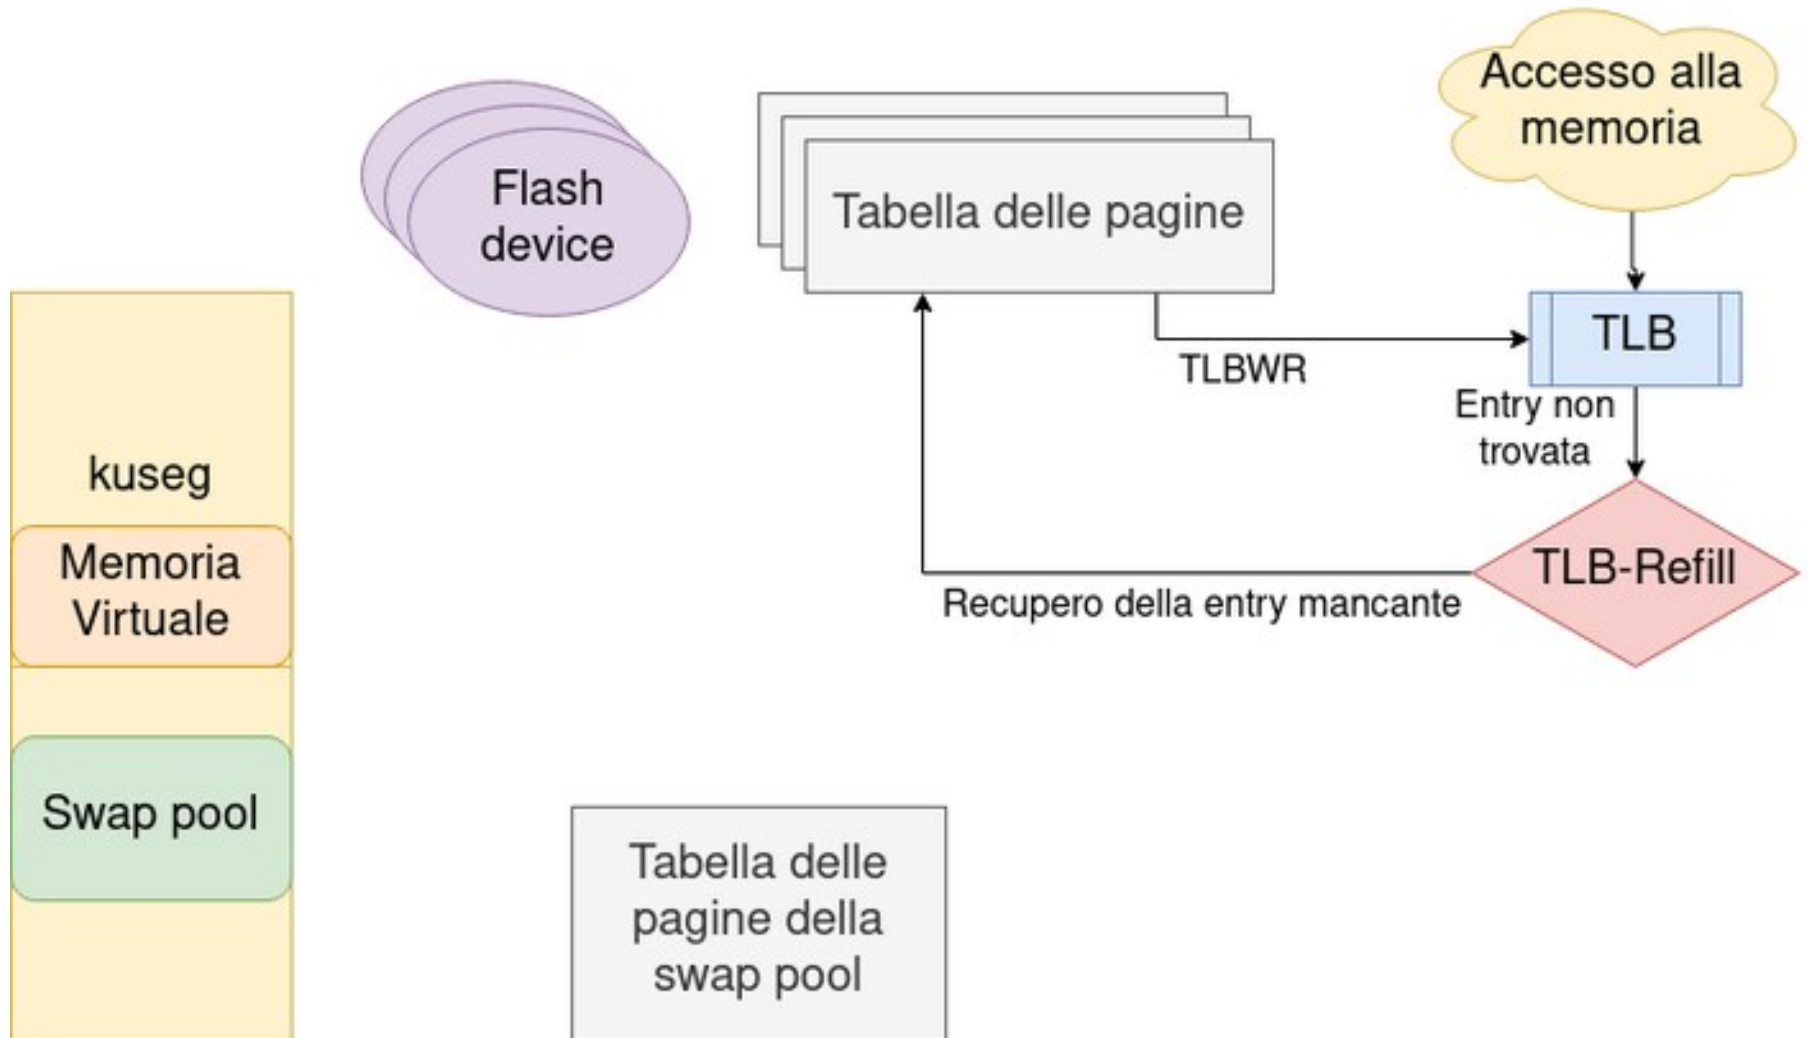 Accesso alla
memoria
Flash
device
Tabella delle pagine
TLB
TLBWR
Entry non
trovata
kuseg
Memoria
Virtuale
TLB-Refill
Recupero della entry mancante
Swap pool
Tabella delle
pagine della
swap pool